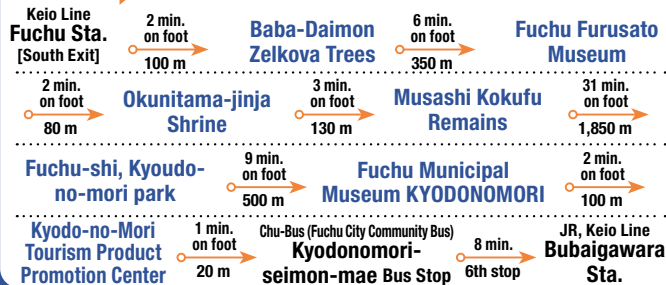 Keio Line
Fuchu Sta.
[South Exit]
2 min.
on foot
100 m
Baba-Daimon
Zelkova Trees
6 min.
on foot
350 m
Fuchu Furusato
Museum
2 min.
on foot
80 m
Okunitama-jinja
Shrine
3 min.
on foot
130 m
Musashi Kokufu
Remains
31 min.
on foot
1,850 m
Fuchu-shi, Kyoudo-
no-mori park
9 min.
on foot
500 m
Fuchu Municipal
Museum KYODONOMORI
2 min.
on foot
100 m
Kyodo-no-Mori
Tourism Product
Promotion Center
1 min.
on foot
20 m
Chu-Bus (Fuchu City Community Bus)
Kyodonomori-
seimon-mae Bus Stop
8 min.
6th stop
JR, Keio Line
Bubaigawara
Sta.